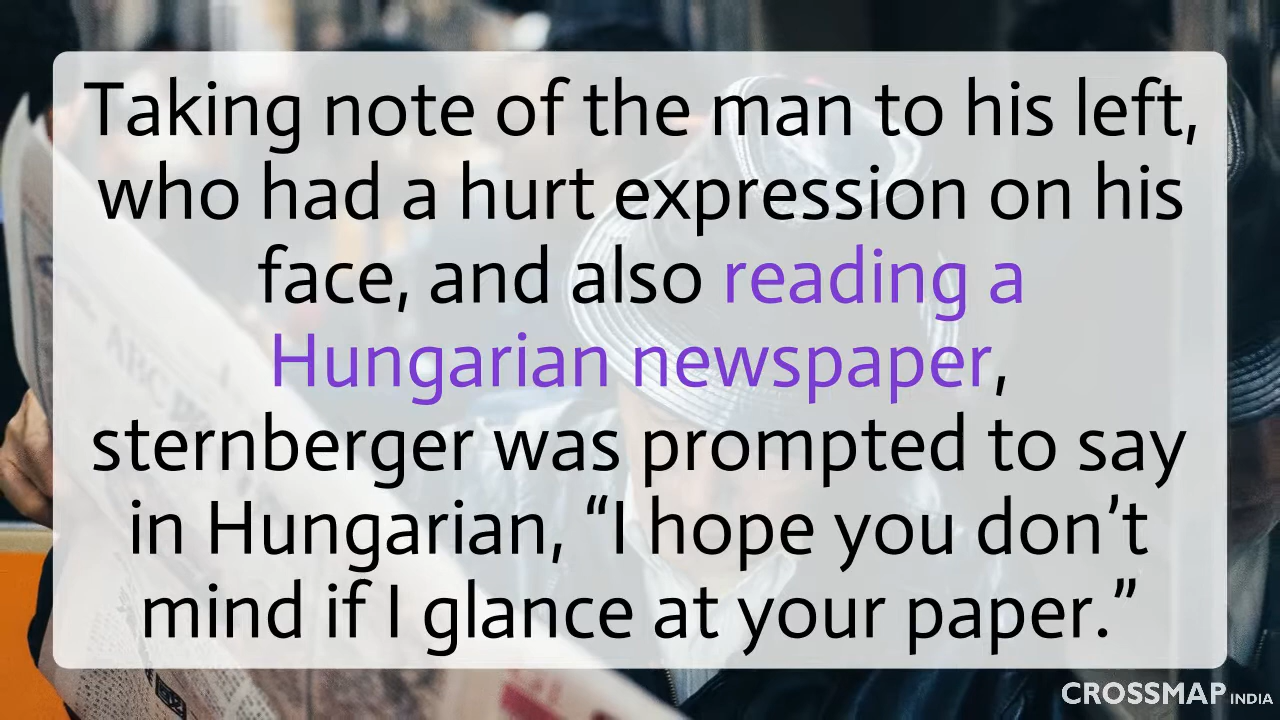 Taking note of the man to his left,
who had a hurt expression on his
face, and also reading a
Hungarian newspaper,
sternberger was prompted to say
in Hungarian, “I hope you don’t
mind if I glance at your paper.”
CROSSMAP INDIA